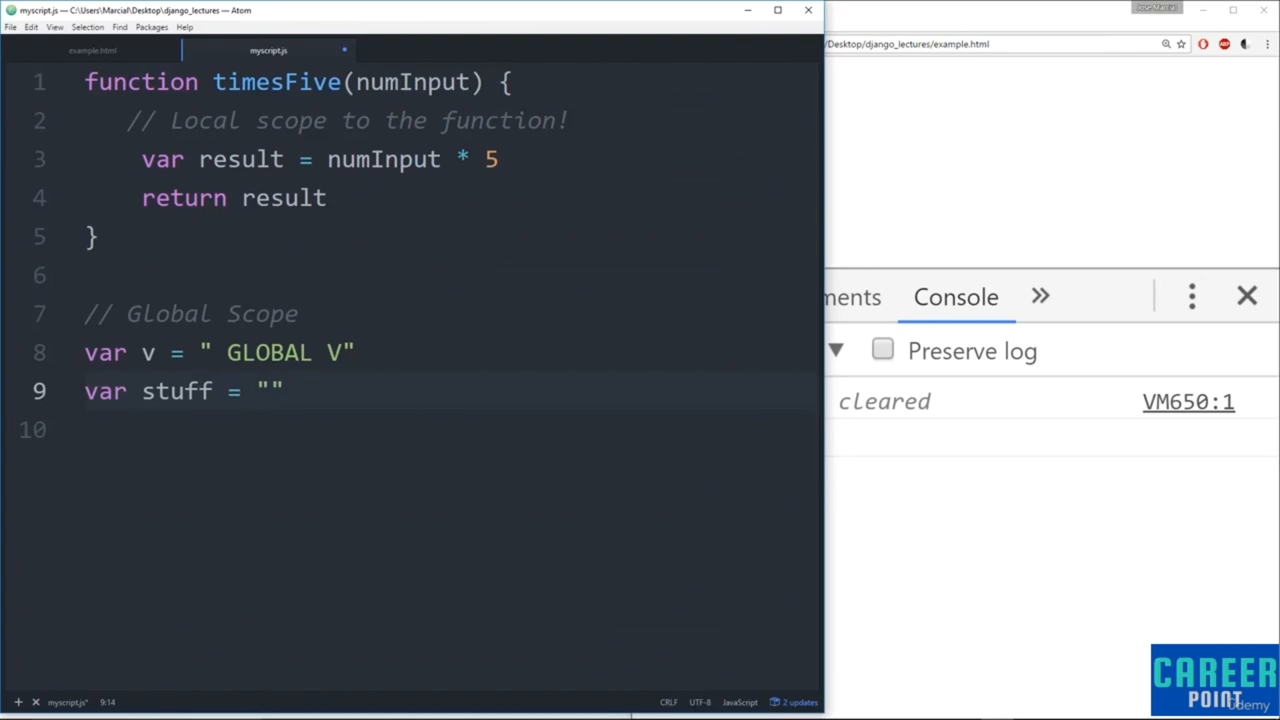 myscript.js — C:\Users\Marcial\Desktop\django_lectures — Atom
Jose Marcial
File Edit View Selection Find Packages Help
example.html myscript.js
/Desktop/django_lectures/example.html
1 function timesFive(numInput) {
2 // Local scope to the function!
3 var result = numInput * 5
4 return result
5 }
6
7 // Global Scope
8 var v = " GLOBAL V"
9 var stuff = ""
10
ments Console
Preserve log
cleared VM650:1
myscript.js* 9:14 CRLF UTF-8 JavaScript 2 updates
CAREER
POINT
Udemy